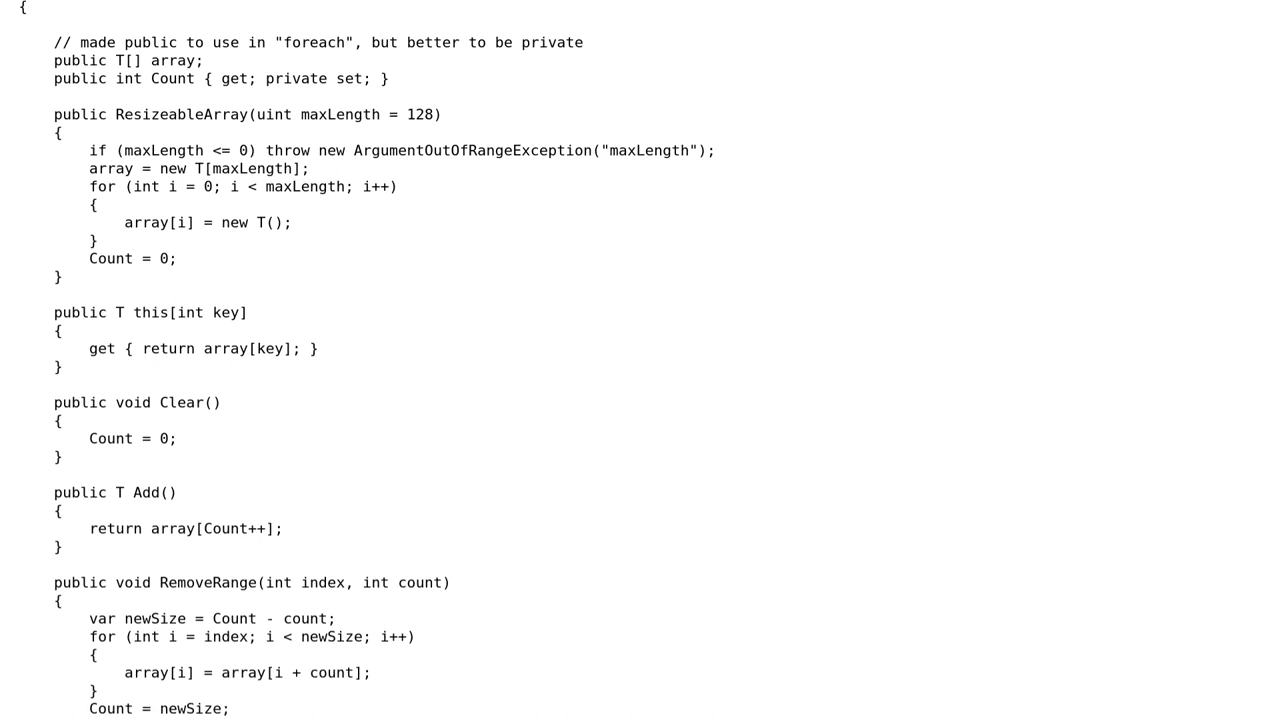 {
// made public to use in "foreach", but better to be private
public T[] array;
public int Count { get; private set; }
public ResizeableArray(uint maxLength = 128)
{
if (maxLength <= 0) throw new ArgumentOutOfRangeException("maxLength");
array = new T[maxLength];
for (int i = 0; i < maxLength; i++)
{
array[i] = new T();
}
Count = 0;
}
public T this[int key]
{
get { return array[key]; }
}
public void Clear()
{
Count = 0;
}
public T Add()
{
return array[Count++];
}
public void RemoveRange(int index, int count)
{
var newSize = Count - count;
for (int i = index; i < newSize; i++)
{
array[i] = array[i + count];
}
Count = newSize;